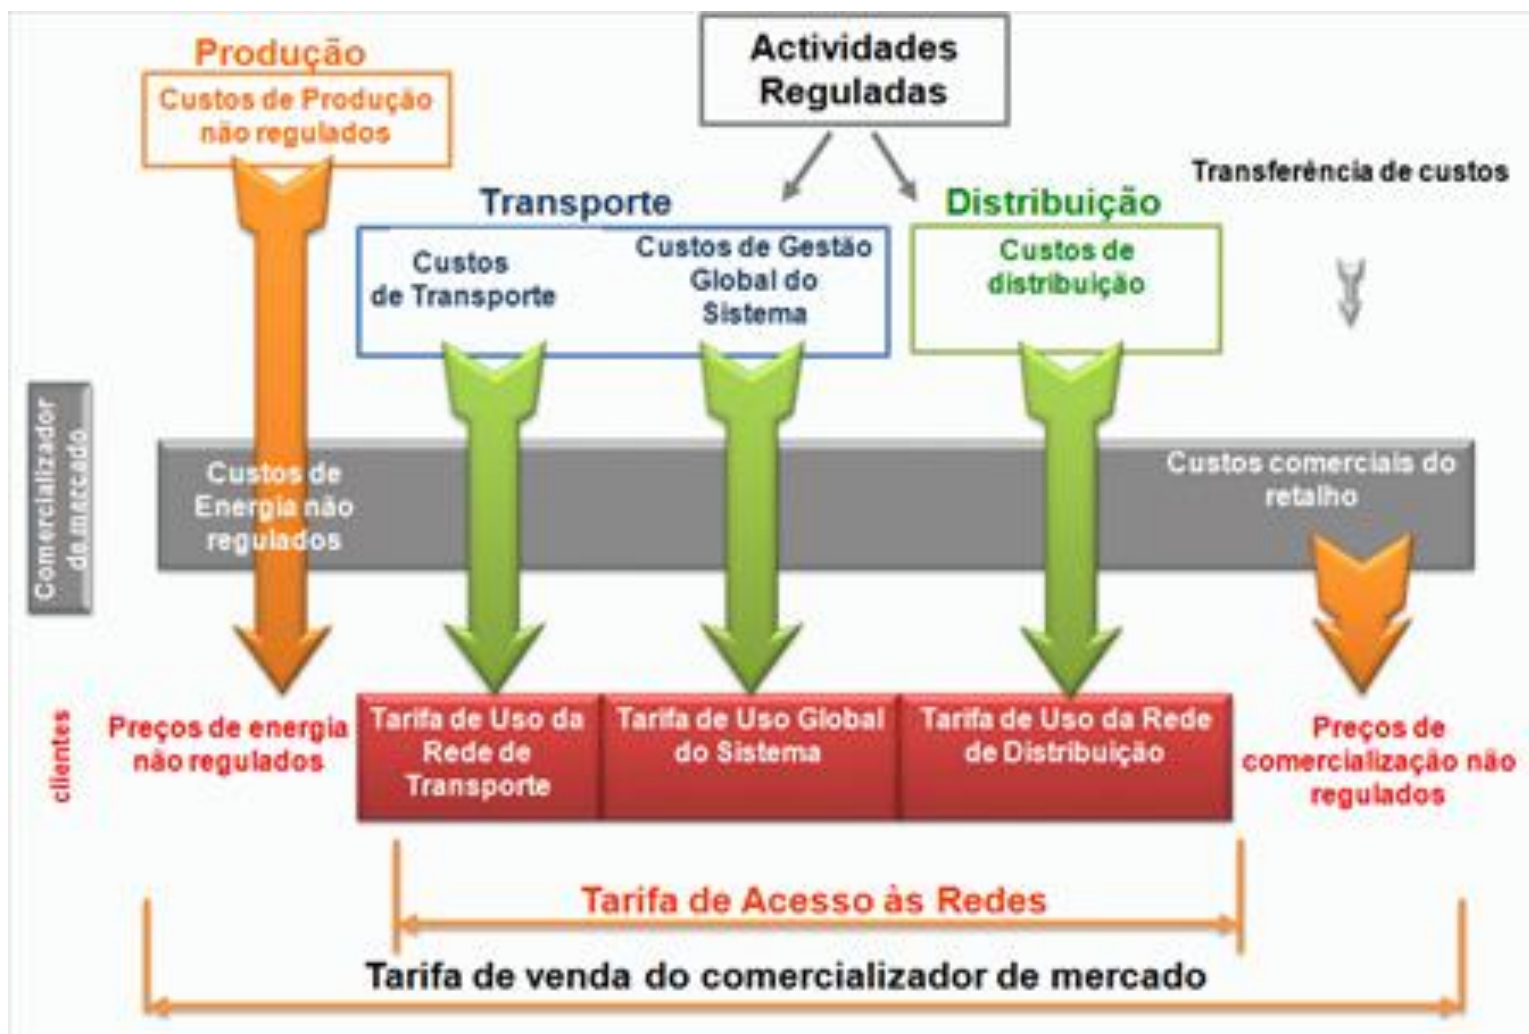 Actividades
Reguladas
Produção
Custos de Produção
não regulados
Transferência de custos
Transporte
Custos
de Transporte
Custos de Gestão
Global do
Sistema
Distribuição
Custos de
distribuição
Comercializador
de mercado
Custos de
Energia não
regulados
Custos comerciais do
retalho
clientes
Preços de energia
não regulados
Tarifa de Uso da
Rede de
Transporte
Tarifa de Uso Global
do Sistema
Tarifa de Uso da Rede
de Distribuição
Preços de
comercialização não
regulados
Tarifa de Acesso às Redes
Tarifa de venda do comercializador de mercado